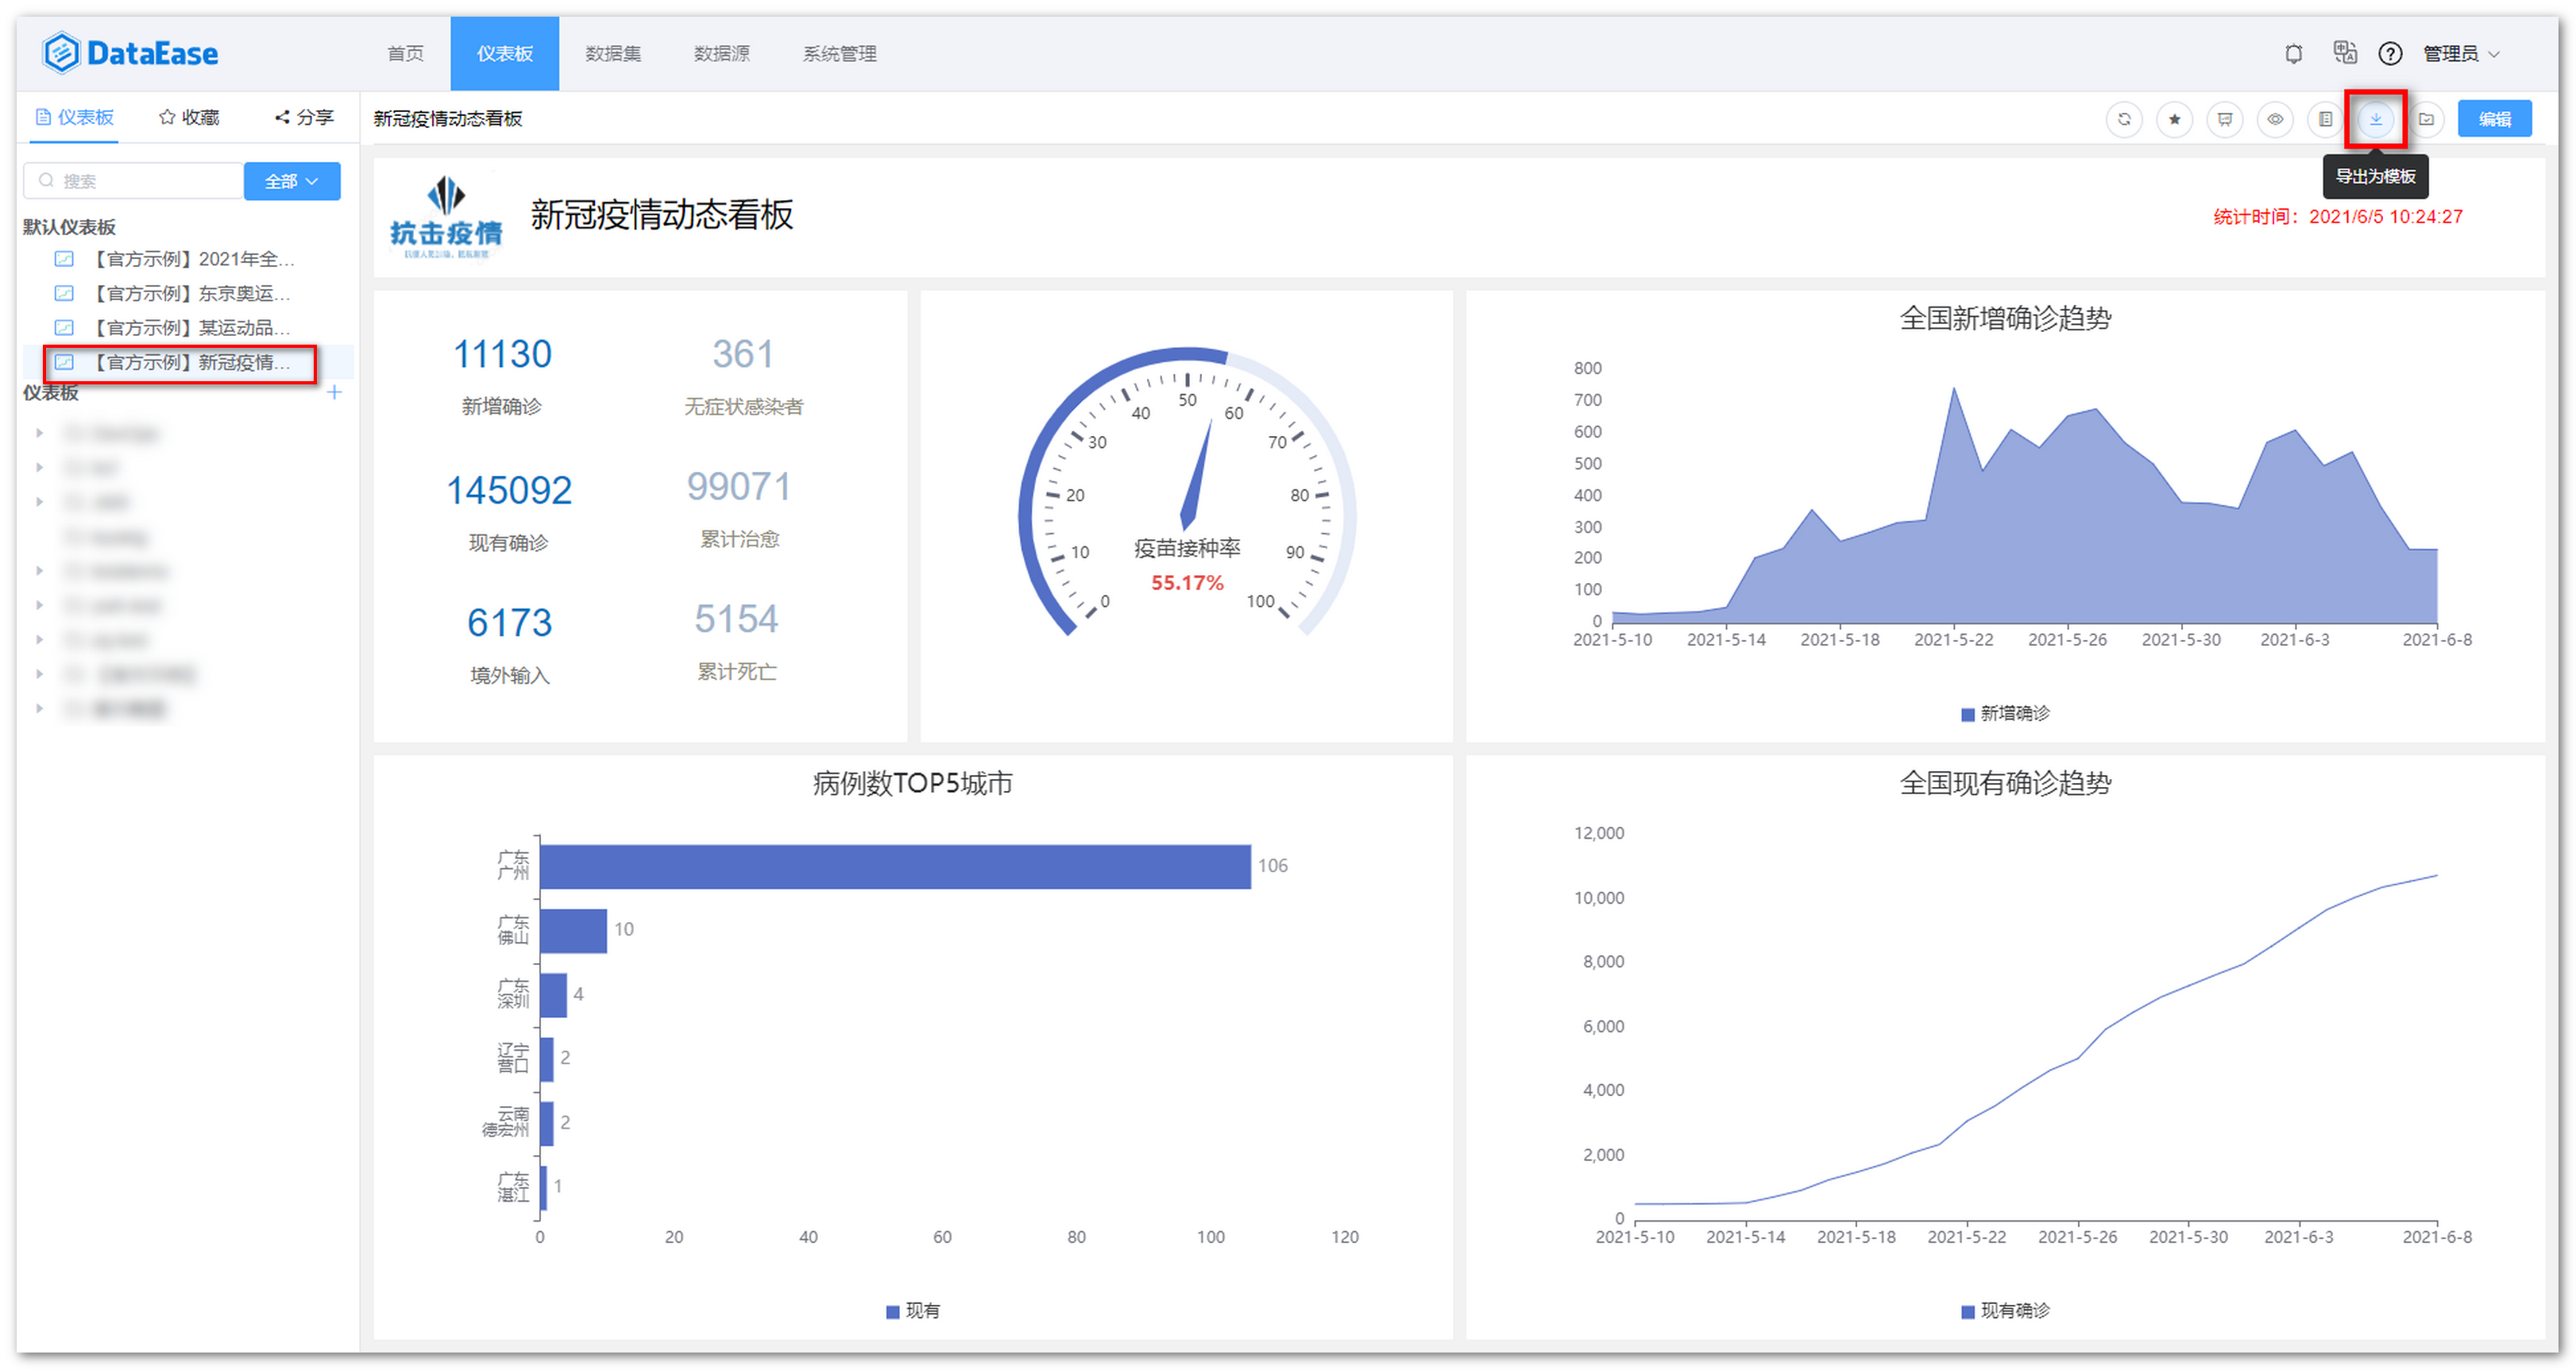 DataEase
首页 仪表板 数据集 数据源 系统管理
管理员
仪表板 收藏 分享
新冠疫情动态看板
编辑
搜索 全部
导出为模板
默认仪表板
【官方示例】2021年全...
【官方示例】东京奥运...
【官方示例】某运动品...
【官方示例】新冠疫情...
仪表板
抗击疫情
新冠疫情动态看板
统计时间：2021/6/5 10:24:27
11130
新增确诊
361
无症状感染者
145092
现有确诊
99071
累计治愈
6173
境外输入
5154
累计死亡
0
10
20
30
40
50
60
70
80
90
100
疫苗接种率
55.17%
全国新增确诊趋势
800
700
600
500
400
300
200
100
0
2021-5-10 2021-5-14 2021-5-18 2021-5-22 2021-5-26 2021-5-30 2021-6-3 2021-6-8
新增确诊
病例数TOP5城市
广东
广州
106
广东
佛山
10
广东
深圳
4
辽宁
营口
2
云南
德宏州
2
广东
湛江
1
0 20 40 60 80 100 120
现有
全国现有确诊趋势
12,000
10,000
8,000
6,000
4,000
2,000
0
2021-5-10 2021-5-14 2021-5-18 2021-5-22 2021-5-26 2021-5-30 2021-6-3 2021-6-8
现有确诊